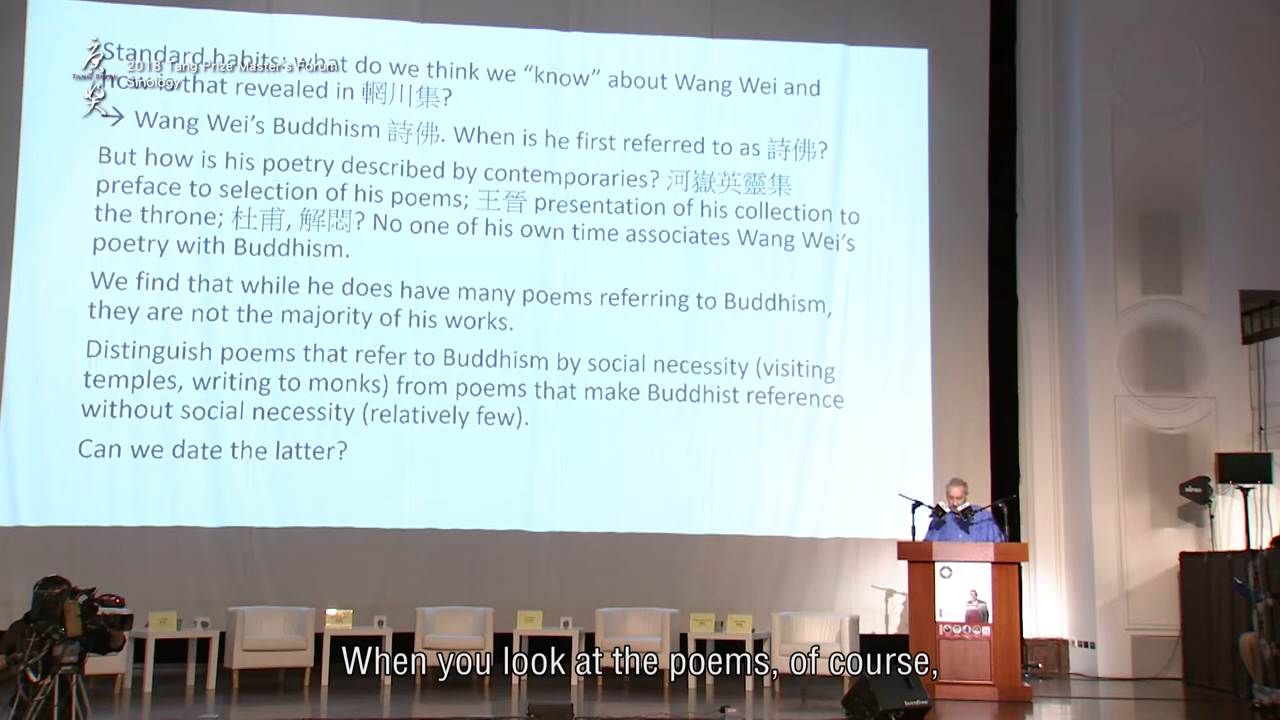 Standard habits: what do we think we “know” about Wang Wei and
how is that revealed in 輞川集?
→ Wang Wei’s Buddhism 詩佛. When is he first referred to as 詩佛?
But how is his poetry described by contemporaries? 河嶽英靈集
preface to selection of his poems; 王晉 presentation of his collection to
the throne; 杜甫, 解悶? No one of his own time associates Wang Wei’s
poetry with Buddhism.
We find that while he does have many poems referring to Buddhism,
they are not the majority of his works.
Distinguish poems that refer to Buddhism by social necessity (visiting
temples, writing to monks) from poems that make Buddhist reference
without social necessity (relatively few).
Can we date the latter?
唐獎
TANG PRIZE
2018 Tang Prize Master's Forum
Sinology
When you look at the poems, of course,